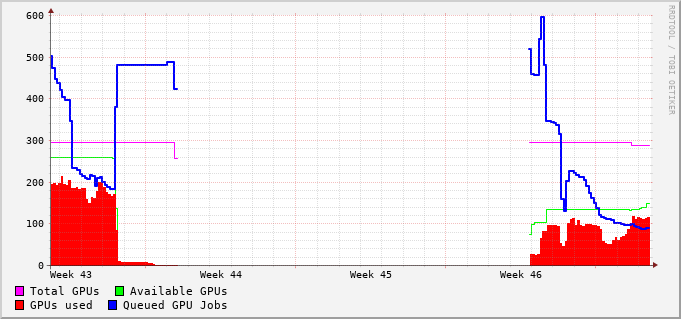 600
500
400
300
200
100
0
Week 43 Week 44 Week 45 Week 46
Total GPUs Available GPUs
GPUs used Queued GPU Jobs
RRDTOOL / TOBI OETIKER